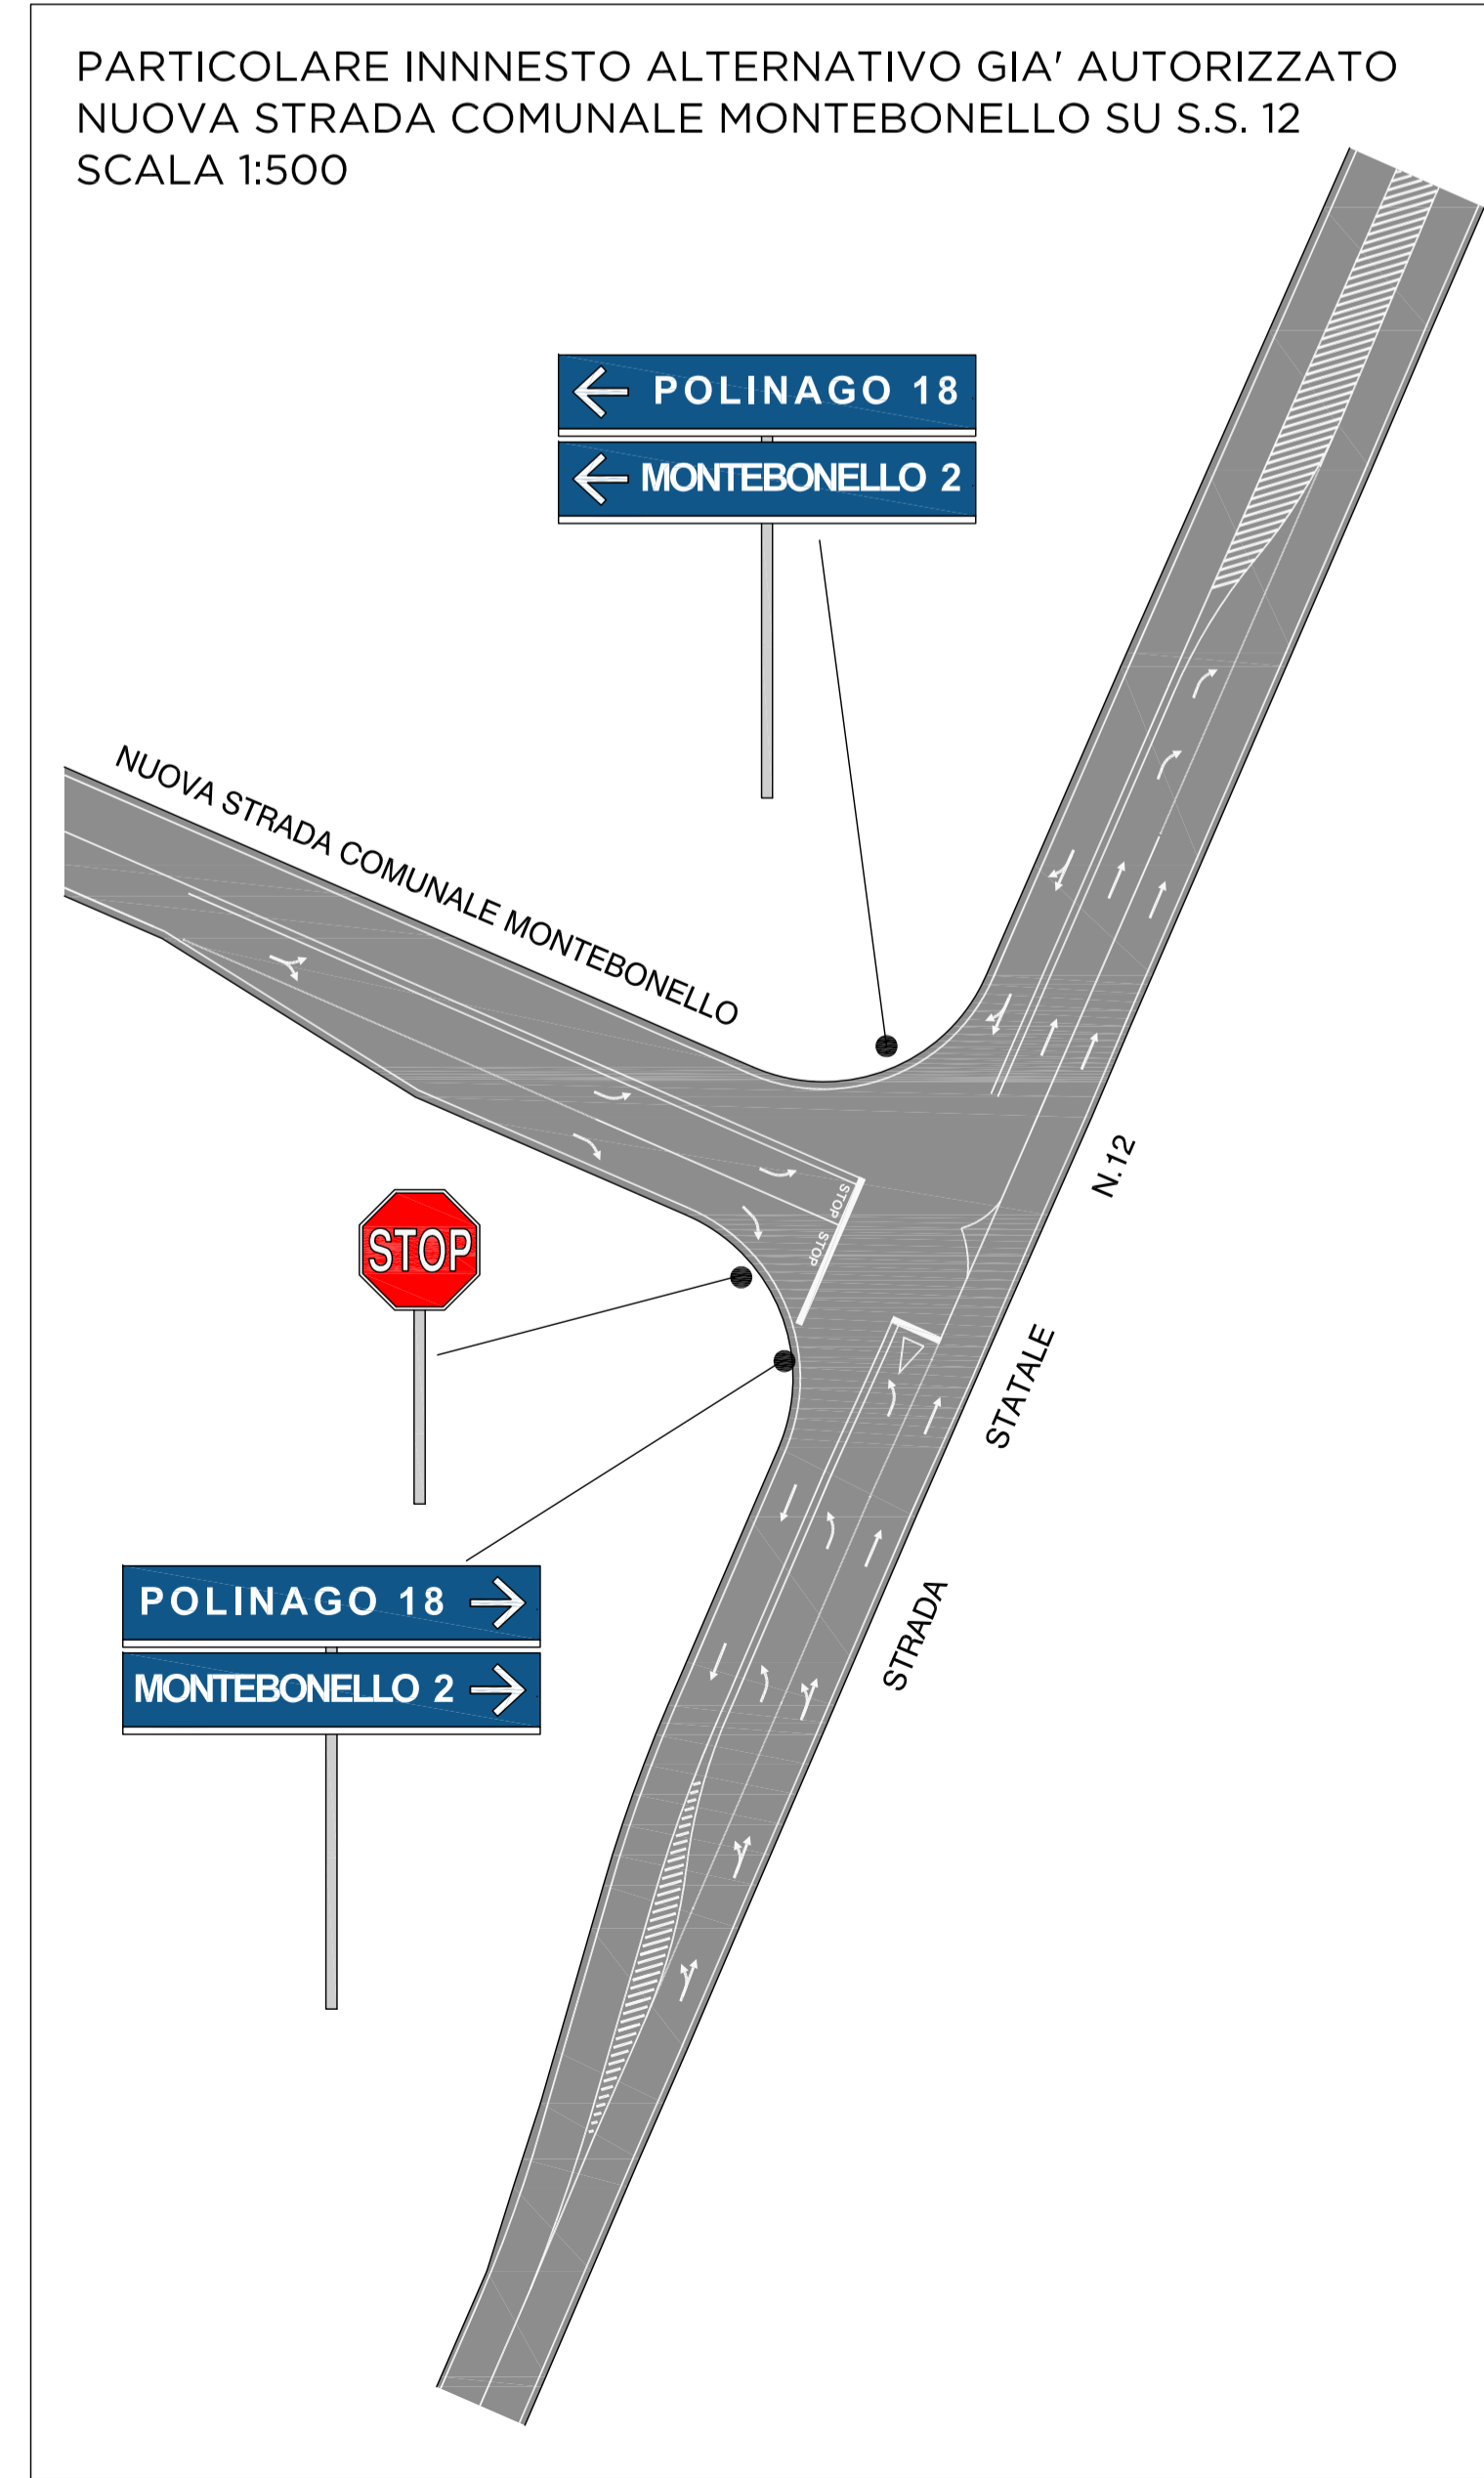 PARTICOLARE INNNESTO ALTERNATIVO GIA' AUTORIZZATO
NUOVA STRADA COMUNALE MONTEBONELLO SU S.S. 12
SCALA 1:500
POLINAGO 18
MONTEBONELLO 2
NUOVA STRADA COMUNALE MONTEBONELLO
STOP
STOP
STOP
STRADA STATALE N.12
POLINAGO 18
MONTEBONELLO 2